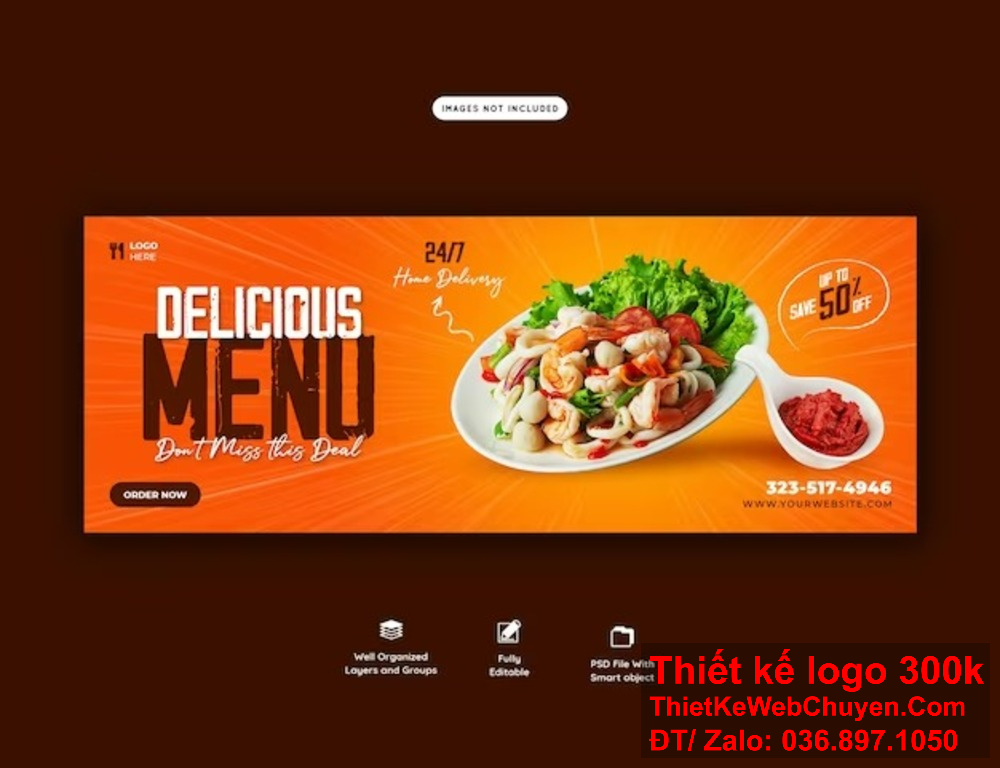 IMAGES NOT INCLUDED
LOGO
HERE
24/7
Home Delivery
UP TO
SAVE 50% OFF
DELICIOUS
MENU
Don't Miss this Deal
ORDER NOW
323-517-4946
WWW.YOURWEBSITE.COM
Well Organized
Layers and Groups
Fully
Editable
PSD File With
Smart object
Thiết kế logo 300k
ThietKeWebChuyen.Com
ĐT/ Zalo: 036.897.1050